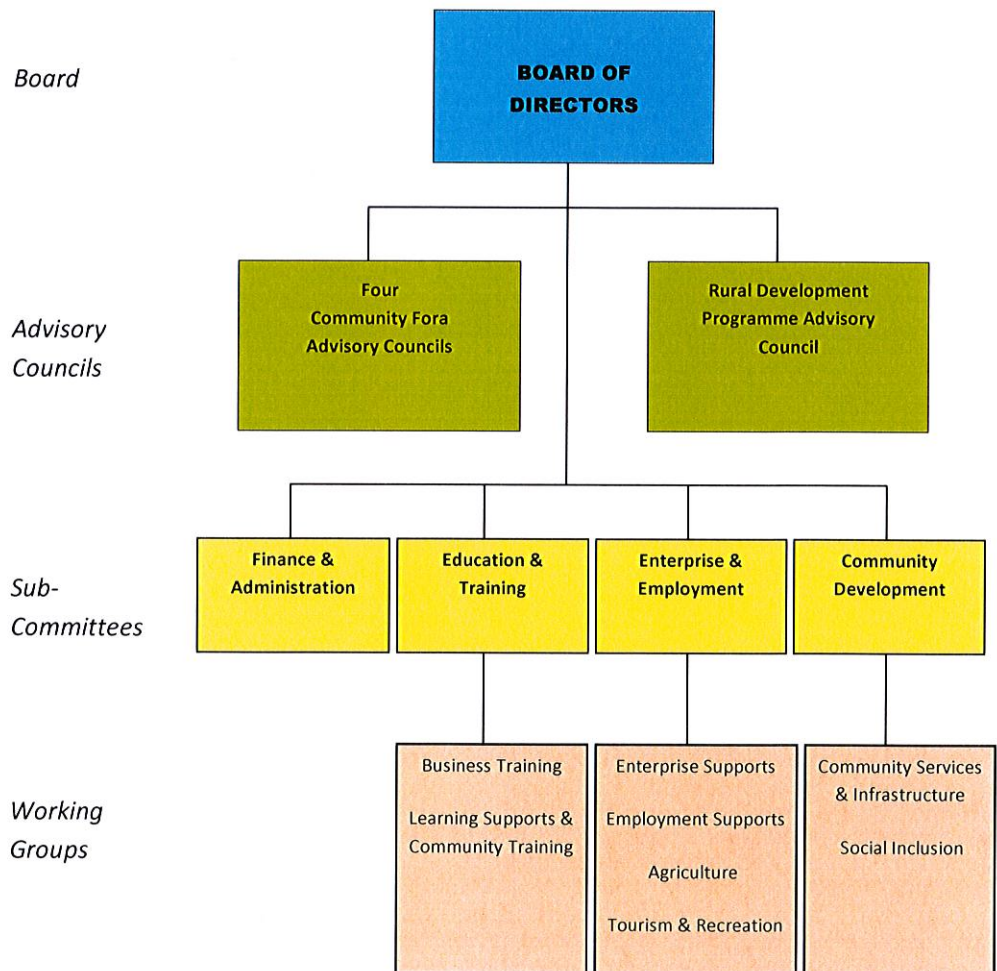 Board
BOARD OF
DIRECTORS
Advisory
Councils
Four
Community Fora
Advisory Councils
Rural Development
Programme Advisory
Council
Sub-
Committees
Finance &
Administration
Education &
Training
Enterprise &
Employment
Community
Development
Working
Groups
Business Training
Learning Supports &
Community Training
Enterprise Supports
Employment Supports
Agriculture
Tourism & Recreation
Community Services
& Infrastructure
Social Inclusion